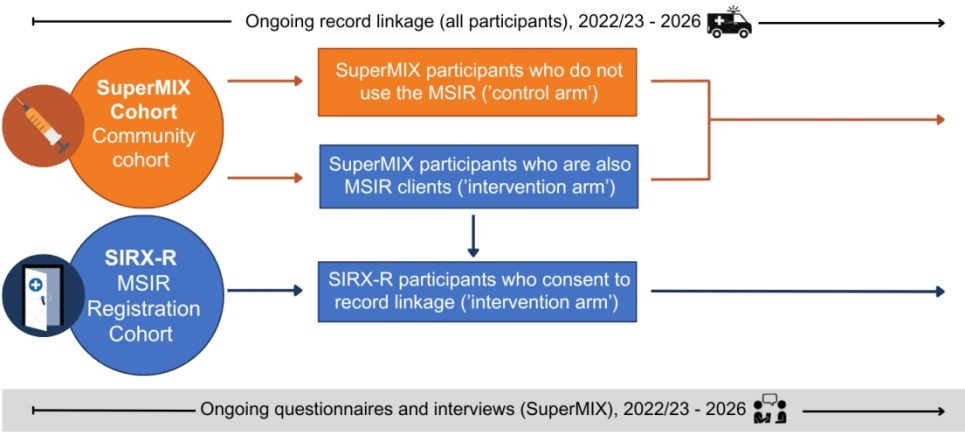 Ongoing record linkage (all participants), 2022/23 - 2026
SuperMIX
Cohort
Community
cohort
SuperMIX participants who do not
use the MSIR ('control arm')
SuperMIX participants who are also
MSIR clients ('intervention arm')
SIRX-R
MSIR
Registration
Cohort
SIRX-R participants who consent to
record linkage ('intervention arm')
Ongoing questionnaires and interviews (SuperMIX), 2022/23 - 2026